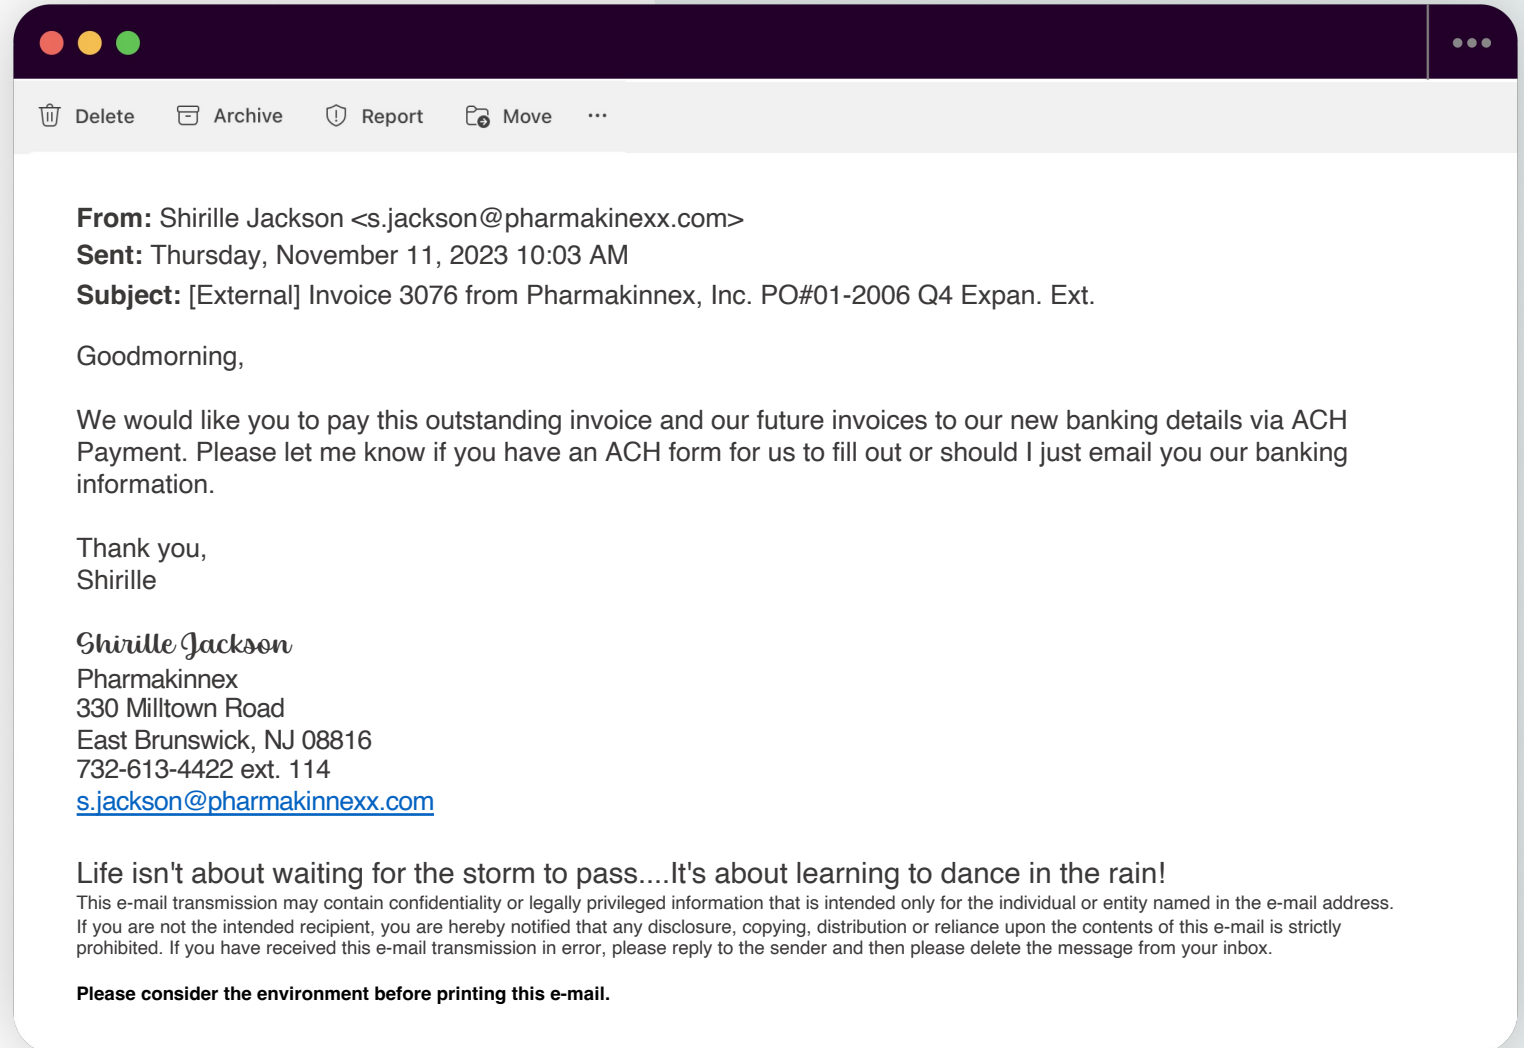 Delete Archive Report Move ...
From: Shirille Jackson <s.jackson@pharmakinexx.com>
Sent: Thursday, November 11, 2023 10:03 AM
Subject: [External] Invoice 3076 from Pharmakinnex, Inc. PO#01-2006 Q4 Expan. Ext.
Goodmorning,
We would like you to pay this outstanding invoice and our future invoices to our new banking details via ACH
Payment. Please let me know if you have an ACH form for us to fill out or should I just email you our banking
information.
Thank you,
Shirille
Shirille Jackson
Pharmakinnex
330 Milltown Road
East Brunswick, NJ 08816
732-613-4422 ext. 114
s.jackson@pharmakinnexx.com
Life isn't about waiting for the storm to pass....It's about learning to dance in the rain!
This e-mail transmission may contain confidentiality or legally privileged information that is intended only for the individual or entity named in the e-mail address.
If you are not the intended recipient, you are hereby notified that any disclosure, copying, distribution or reliance upon the contents of this e-mail is strictly
prohibited. If you have received this e-mail transmission in error, please reply to the sender and then please delete the message from your inbox.
Please consider the environment before printing this e-mail.